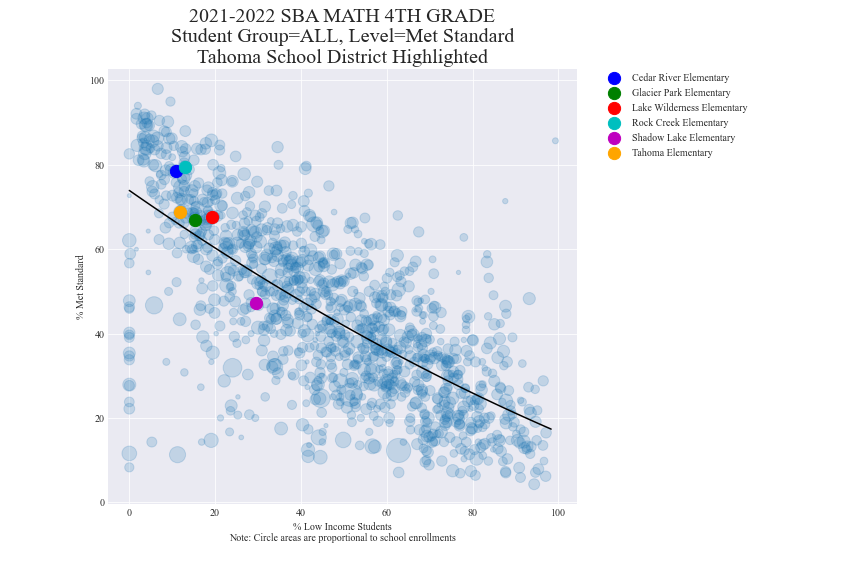 2021-2022 SBA MATH 4TH GRADE
Student Group=ALL, Level=Met Standard
Tahoma School District Highlighted
Cedar River Elementary
Glacier Park Elementary
Lake Wilderness Elementary
Rock Creek Elementary
Shadow Lake Elementary
Tahoma Elementary
% Met Standard
100
80
60
40
20
0
0 20 40 60 80 100
% Low Income Students
Note: Circle areas are proportional to school enrollments